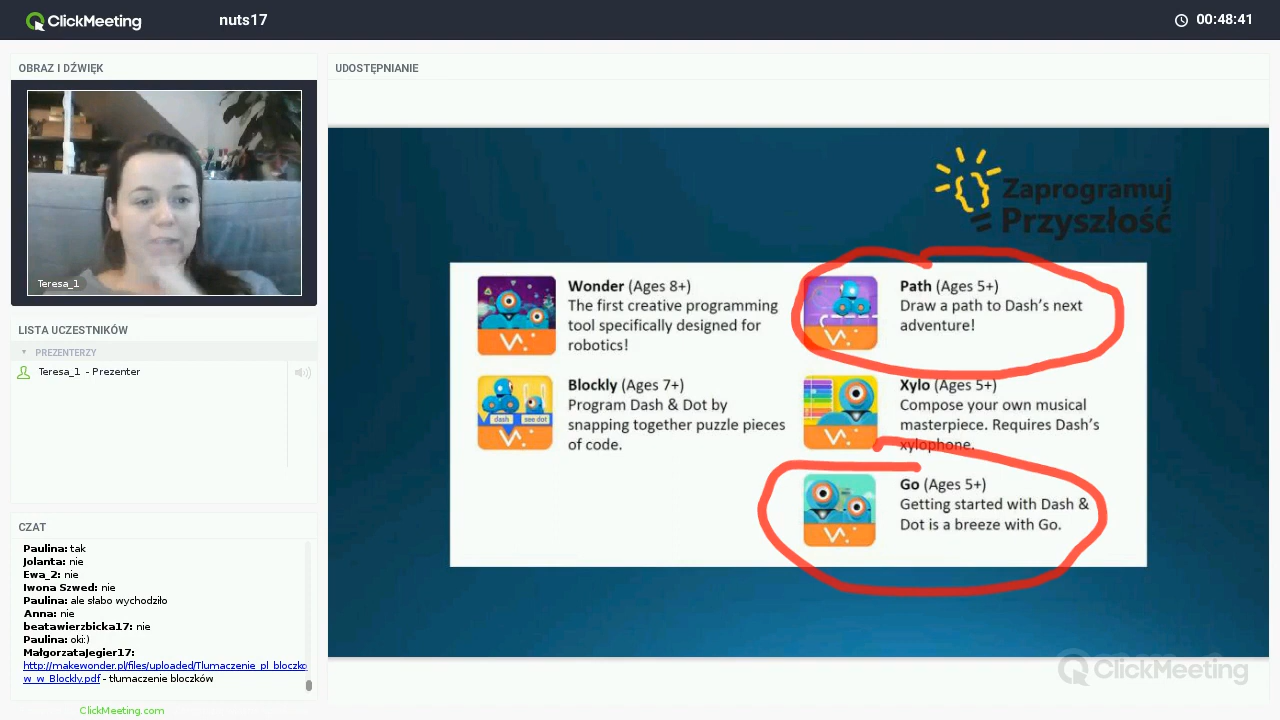 ClickMeeting
nuts17
00:48:41
OBRAZ I DŹWIĘK
Teresa_1
LISTA UCZESTNIKÓW
PREZENTERZY
Teresa_1 - Prezenter
CZAT
Paulina: tak
Jolanta: nie
Ewa_2: nie
Iwona Szwed: nie
Paulina: ale słabo wychodziło
Anna: nie
beatawierzbicka17: nie
Paulina: oki:)
MałgorzataJegier17:
http://makewonder.pl/files/uploaded/Tlumaczenie_pl_bloczko
w_w_Blockly.pdf - tłumaczenie bloczków
ClickMeeting.com
UDOSTĘPNIANIE
Zaprogramuj
Przyszłość
Wonder (Ages 8+)
The first creative programming
tool specifically designed for
robotics!
Blockly (Ages 7+)
Program Dash & Dot by
snapping together puzzle pieces
of code.
dash
see dot
Path (Ages 5+)
Draw a path to Dash's next
adventure!
Xylo (Ages 5+)
Compose your own musical
masterpiece. Requires Dash's
xylophone.
Go (Ages 5+)
Getting started with Dash &
Dot is a breeze with Go.
ClickMeeting